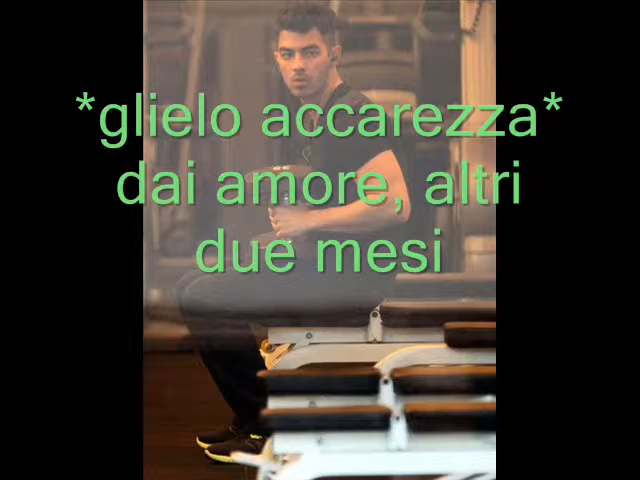 *glielo accarezza*
dai amore, altri
due mesi